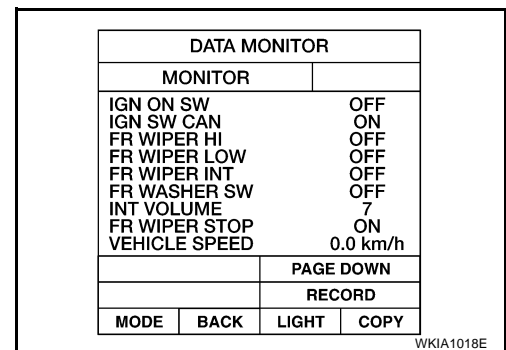 DATA MONITOR
MONITOR
IGN ON SW OFF
IGN SW CAN ON
FR WIPER HI OFF
FR WIPER LOW OFF
FR WIPER INT OFF
FR WASHER SW OFF
INT VOLUME 7
FR WIPER STOP ON
VEHICLE SPEED 0.0 km/h
PAGE DOWN
RECORD
MODE BACK LIGHT COPY
WKIA1018E